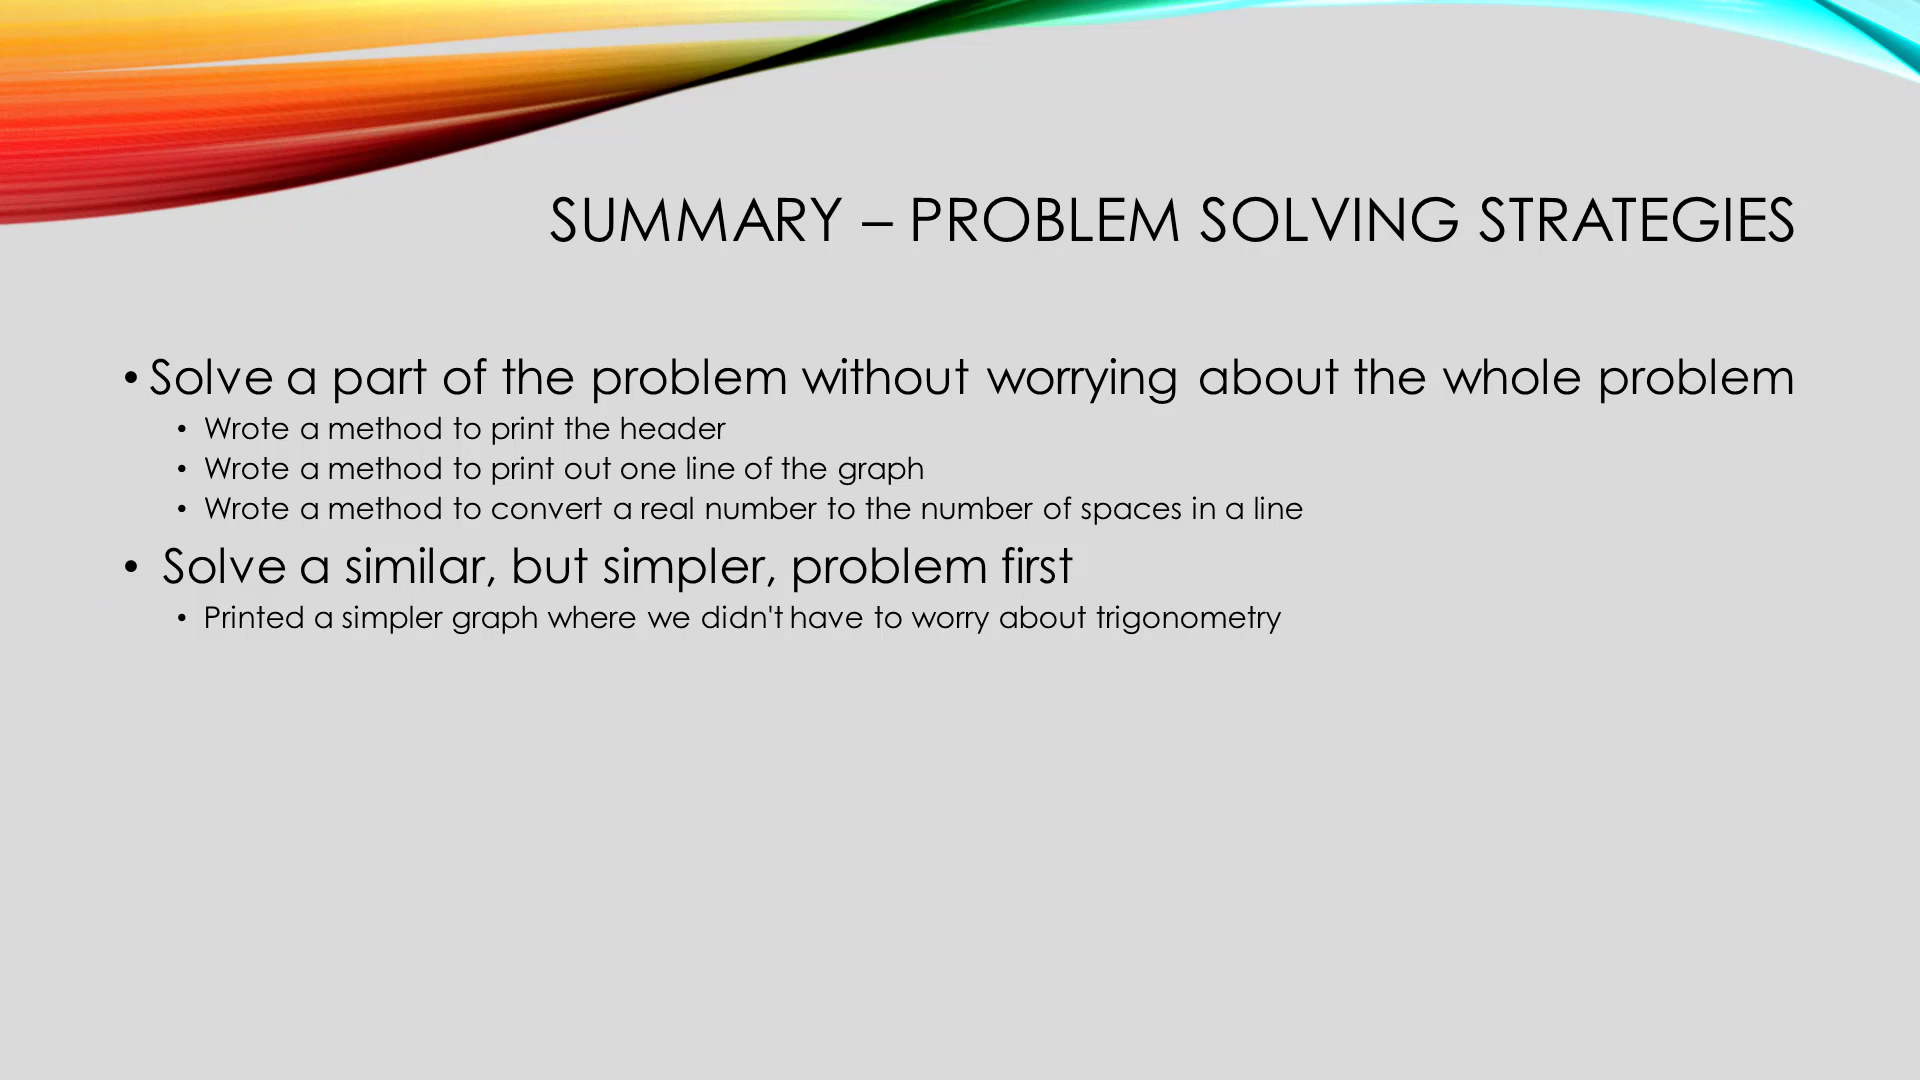 SUMMARY – PROBLEM SOLVING STRATEGIES
• Solve a part of the problem without worrying about the whole problem
• Wrote a method to print the header
• Wrote a method to print out one line of the graph
• Wrote a method to convert a real number to the number of spaces in a line
• Solve a similar, but simpler, problem first
• Printed a simpler graph where we didn't have to worry about trigonometry